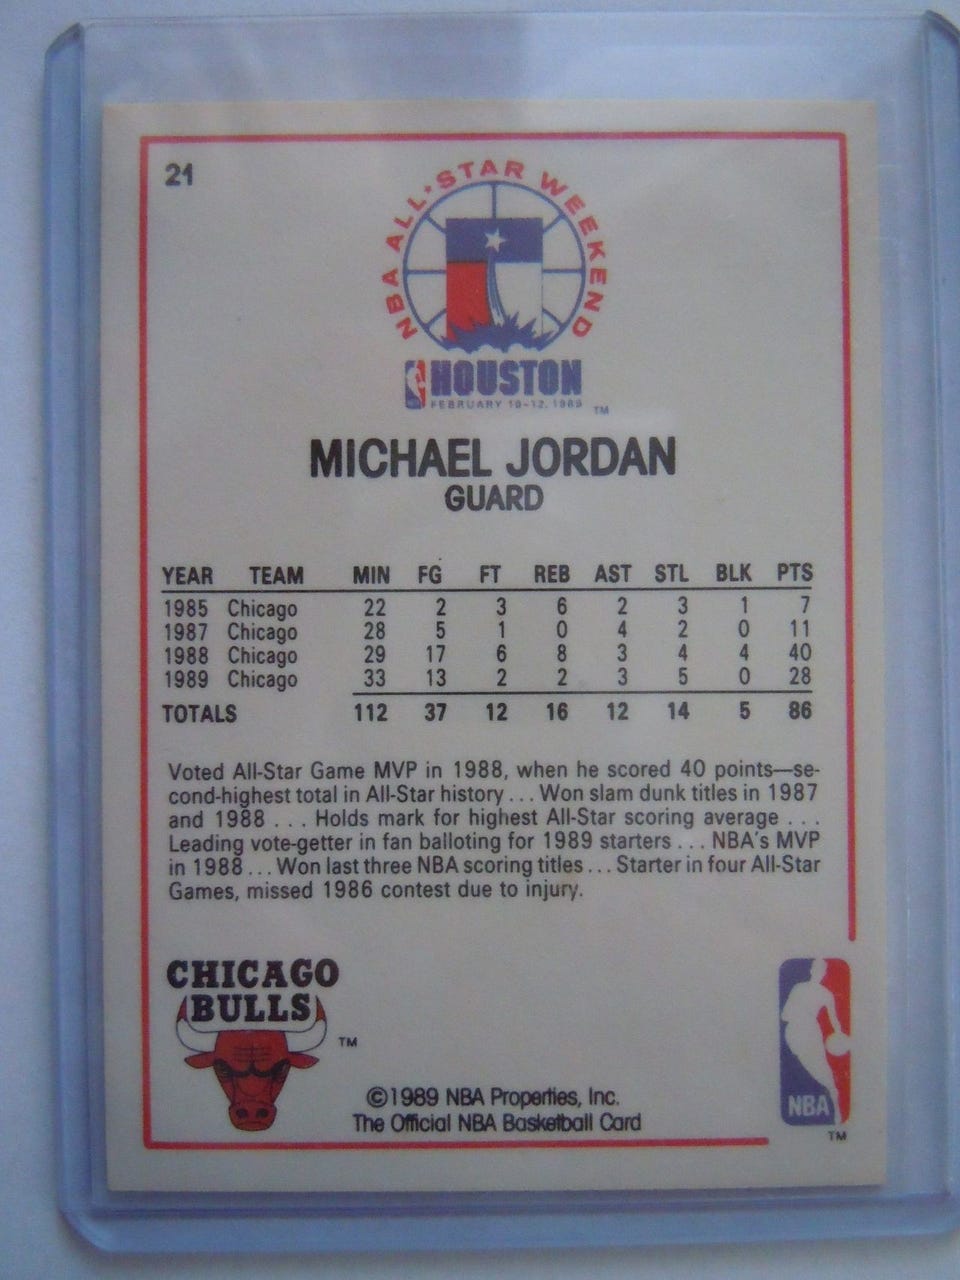 21
NBA ALL★STAR WEEKEND
HOUSTON
FEBRUARY 10-12, 1989 TM
MICHAEL JORDAN
GUARD
YEAR TEAM MIN FG FT REB AST STL BLK PTS
1985 Chicago 22 2 3 6 2 3 1 7
1987 Chicago 28 5 1 0 4 2 0 11
1988 Chicago 29 17 6 8 3 4 4 40
1989 Chicago 33 13 2 2 3 5 0 28
TOTALS 112 37 12 16 12 14 5 86
Voted All-Star Game MVP in 1988, when he scored 40 points—se-
cond-highest total in All-Star history . . . Won slam dunk titles in 1987
and 1988 . . . Holds mark for highest All-Star scoring average . . .
Leading vote-getter in fan balloting for 1989 starters . . . NBA's MVP
in 1988 . . . Won last three NBA scoring titles . . . Starter in four All-Star
Games, missed 1986 contest due to injury.
CHICAGO
BULLS
TM
©1989 NBA Properties, Inc.
The Official NBA Basketball Card
NBA
TM